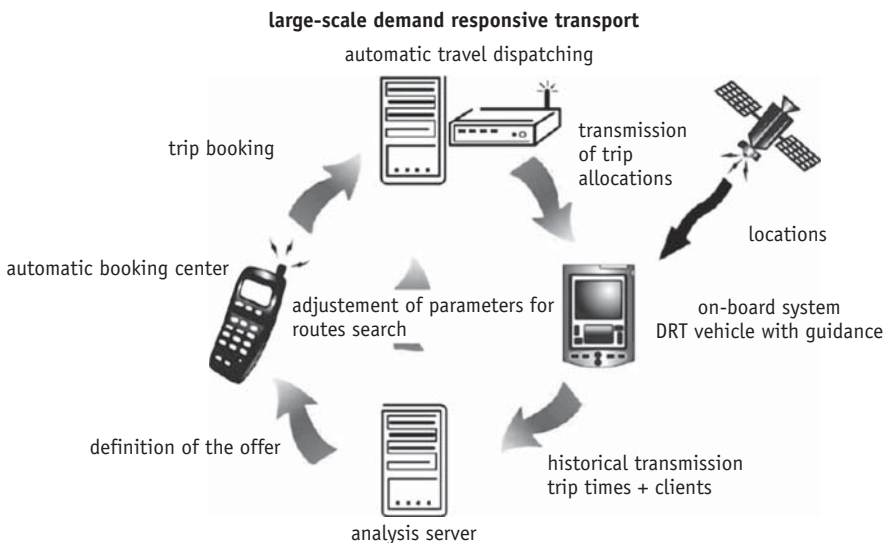 large-scale demand responsive transport
automatic travel dispatching
trip booking
transmission
of trip
allocations
locations
automatic booking center
adjustement of parameters for
routes search
on-board system
DRT vehicle with guidance
definition of the offer
historical transmission
trip times + clients
analysis server